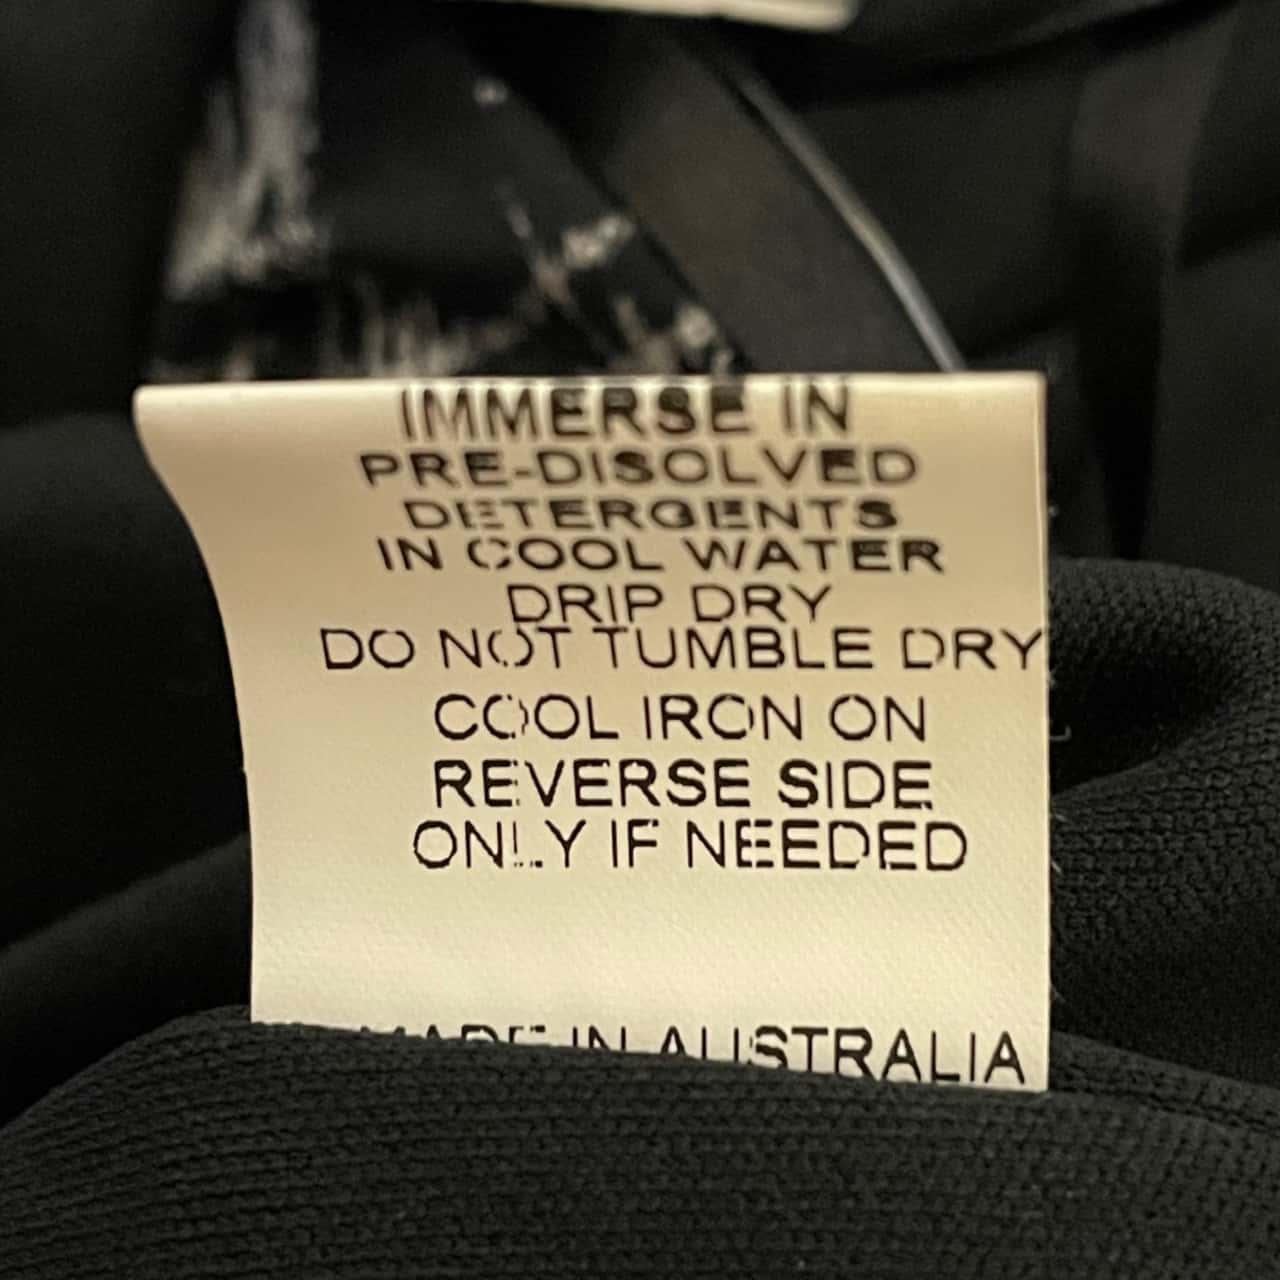 IMMERSE IN
PRE-DISOLVED
DETERGENTS
IN COOL WATER
DRIP DRY
DO NOT TUMBLE DRY
COOL IRON ON
REVERSE SIDE
ONLY IF NEEDED
MADE IN AUSTRALIA